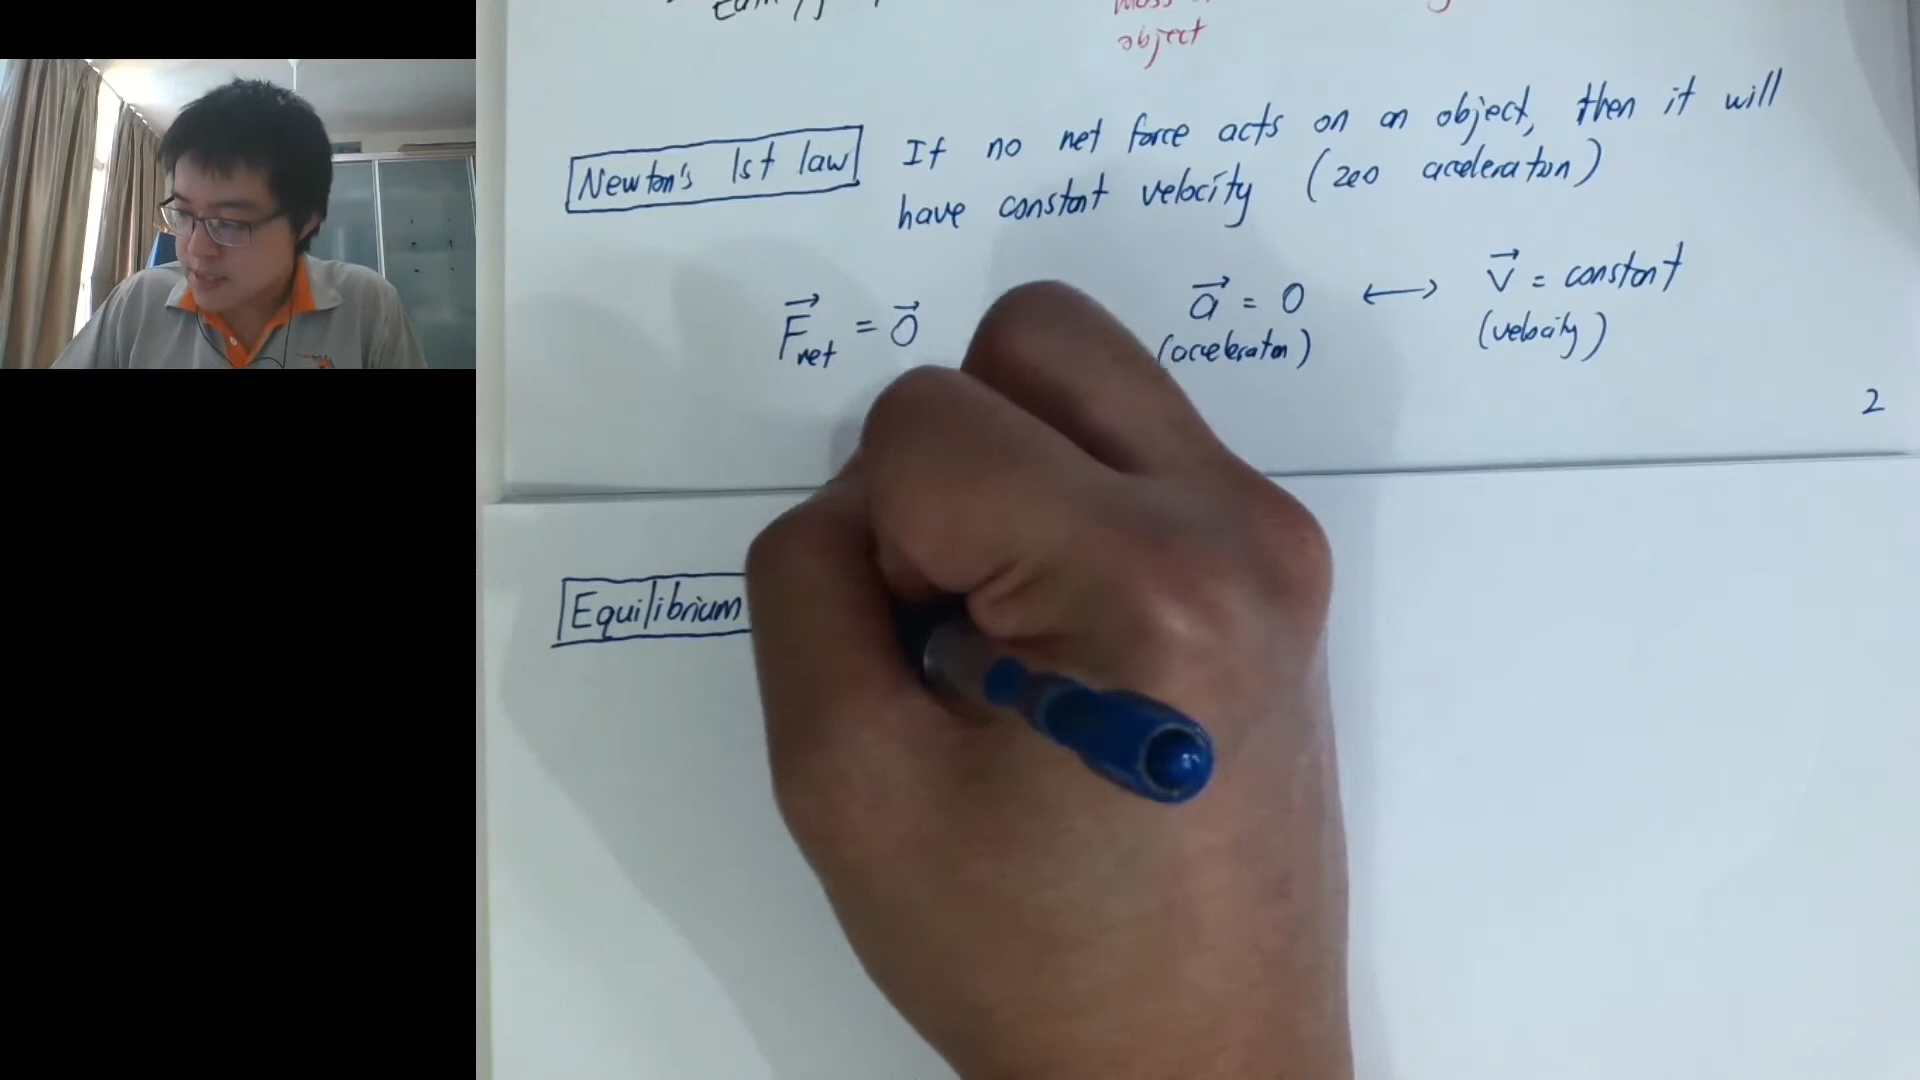 object
Newton's 1st law If no net force acts on an object, then it will
have constant velocity (zero acceleration)
F⃗net = 0⃗ a⃗ = 0 ⟷ v⃗ = constant
(acceleration) (velocity)
2
Equilibrium